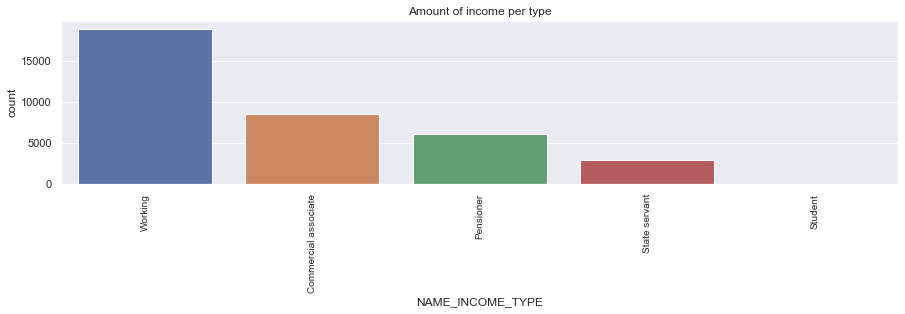 Amount of income per type
count
15000
10000
5000
0
Working
Commercial associate
Pensioner
State servant
Student
NAME_INCOME_TYPE